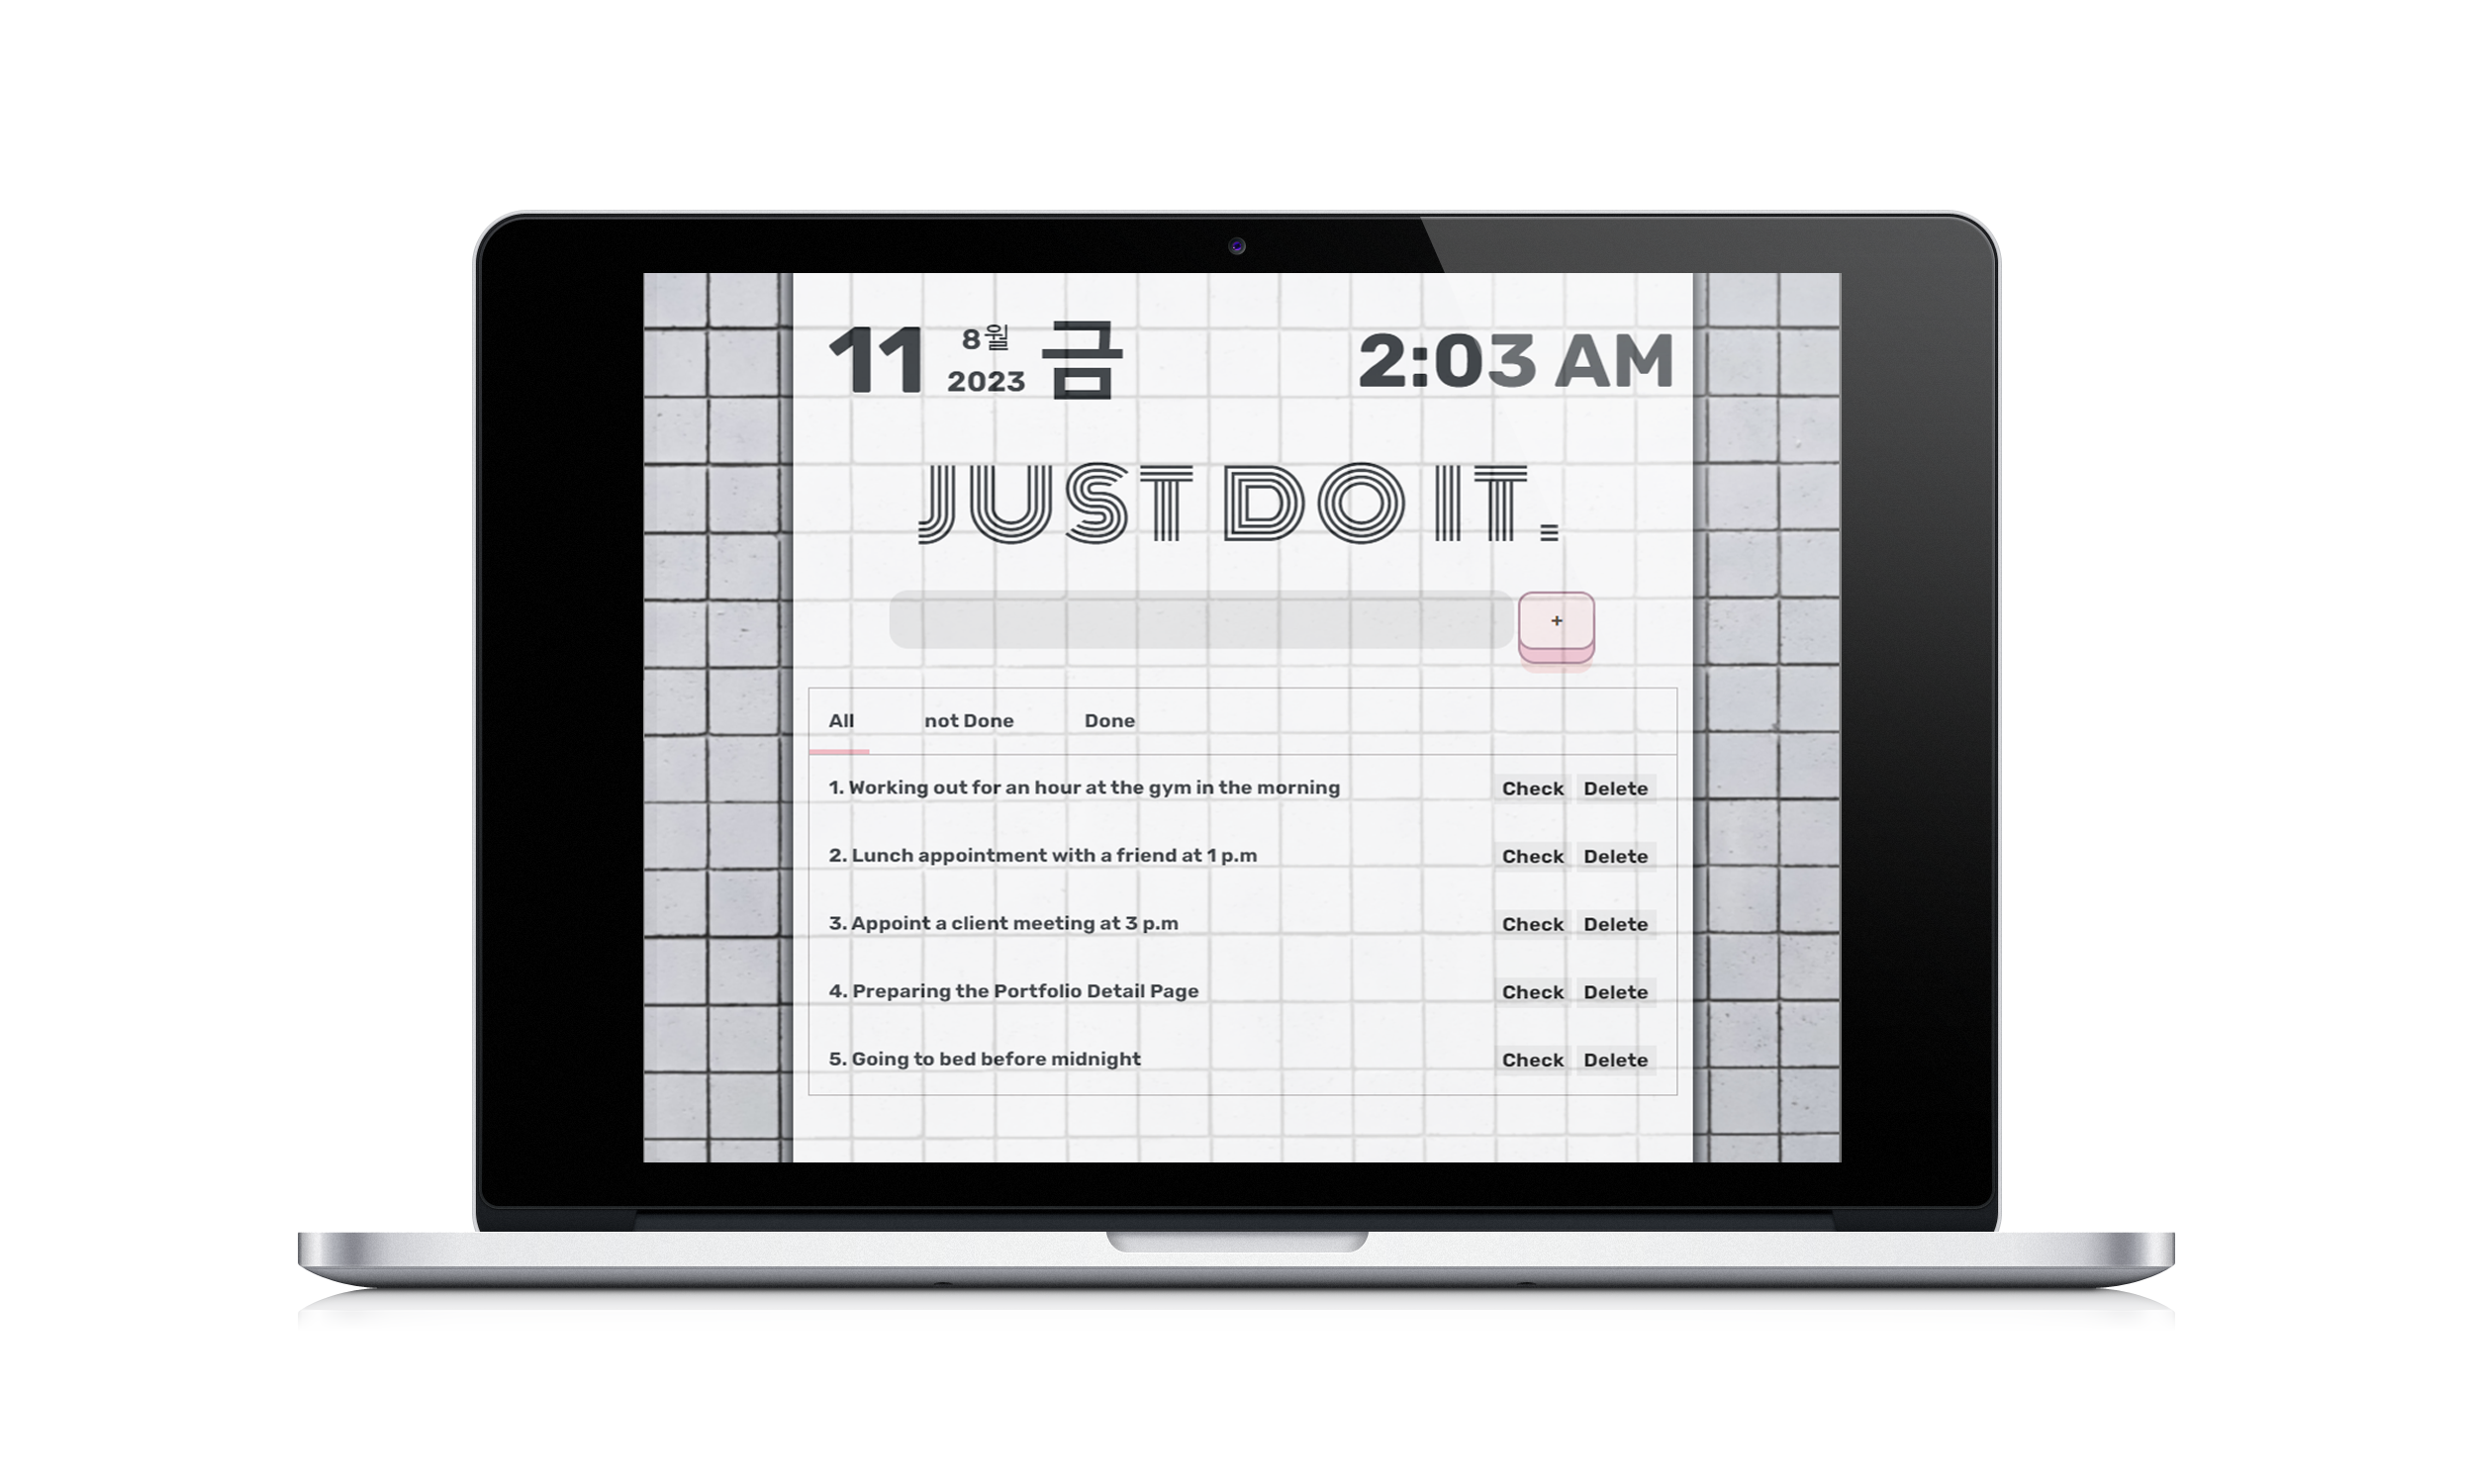 11 8월 2023 금 2:03 AM
JUST DO IT.
+
All not Done Done
1. Working out for an hour at the gym in the morning Check Delete
2. Lunch appointment with a friend at 1 p.m Check Delete
3. Appoint a client meeting at 3 p.m Check Delete
4. Preparing the Portfolio Detail Page Check Delete
5. Going to bed before midnight Check Delete